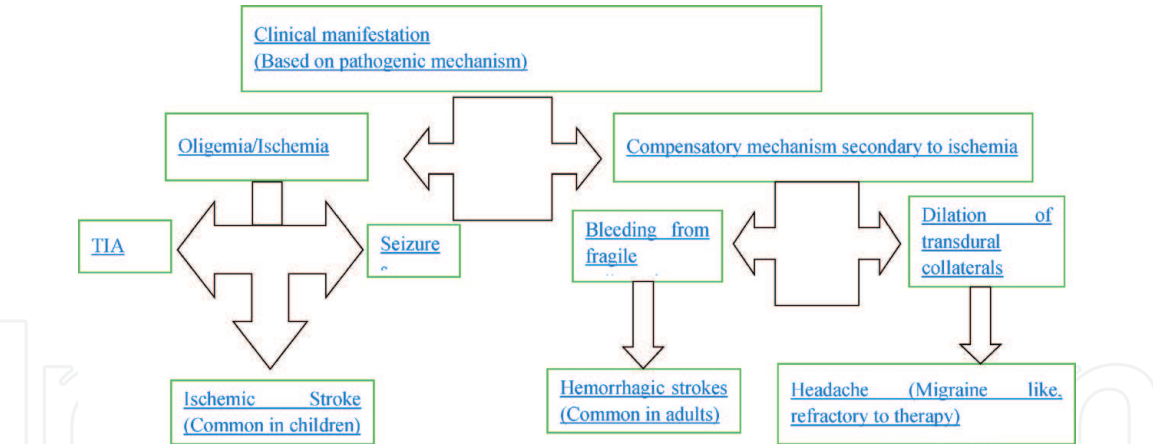 Clinical manifestation
(Based on pathogenic mechanism)
Oligemia/Ischemia
Compensatory mechanism secondary to ischemia
TIA
Seizure
Bleeding from
fragile
Dilation of
transdural
collaterals
Ischemic Stroke
(Common in children)
Hemorrhagic strokes
(Common in adults)
Headache (Migraine like,
refractory to therapy)